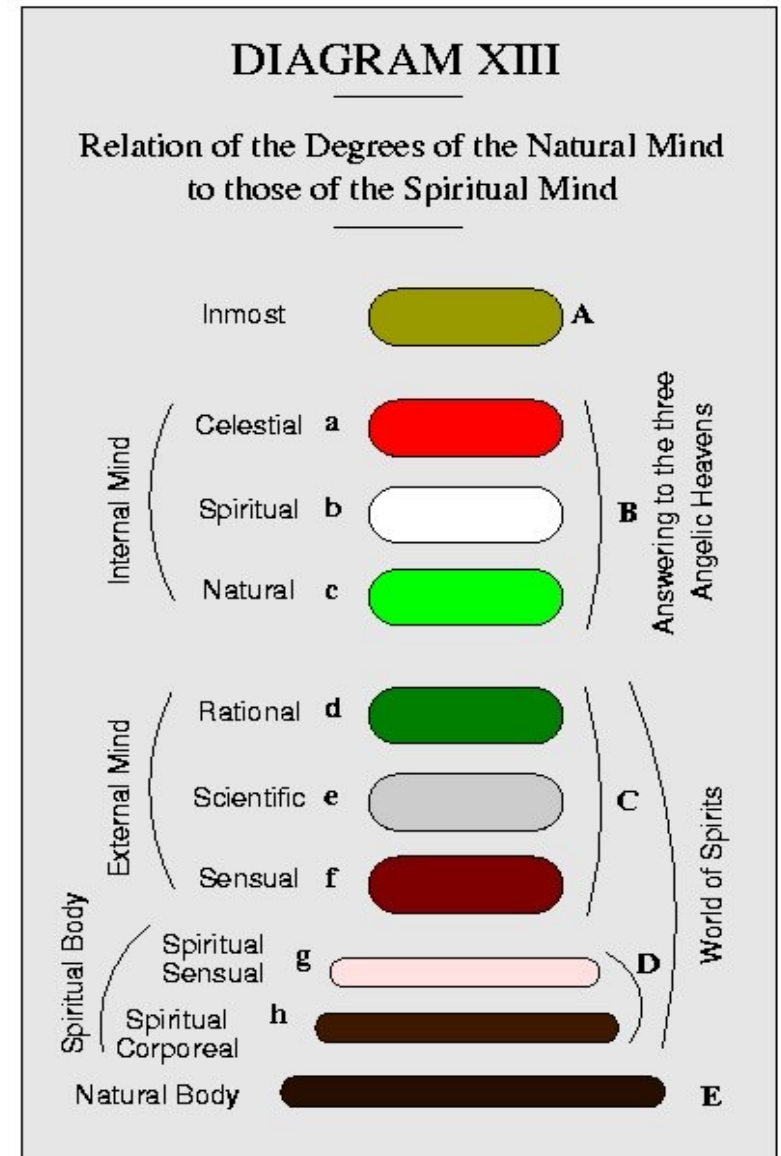 DIAGRAM XIII
Relation of the Degrees of the Natural Mind
to those of the Spiritual Mind
Inmost A
Internal Mind
Celestial a
Spiritual b
Natural c
B
Answering to the three
Angelic Heavens
External Mind
Rational d
Scientific e
Sensual f
C
World of Spirits
Spiritual Body
Spiritual
Sensual
g
Spiritual
Corporeal
h
D
Natural Body E